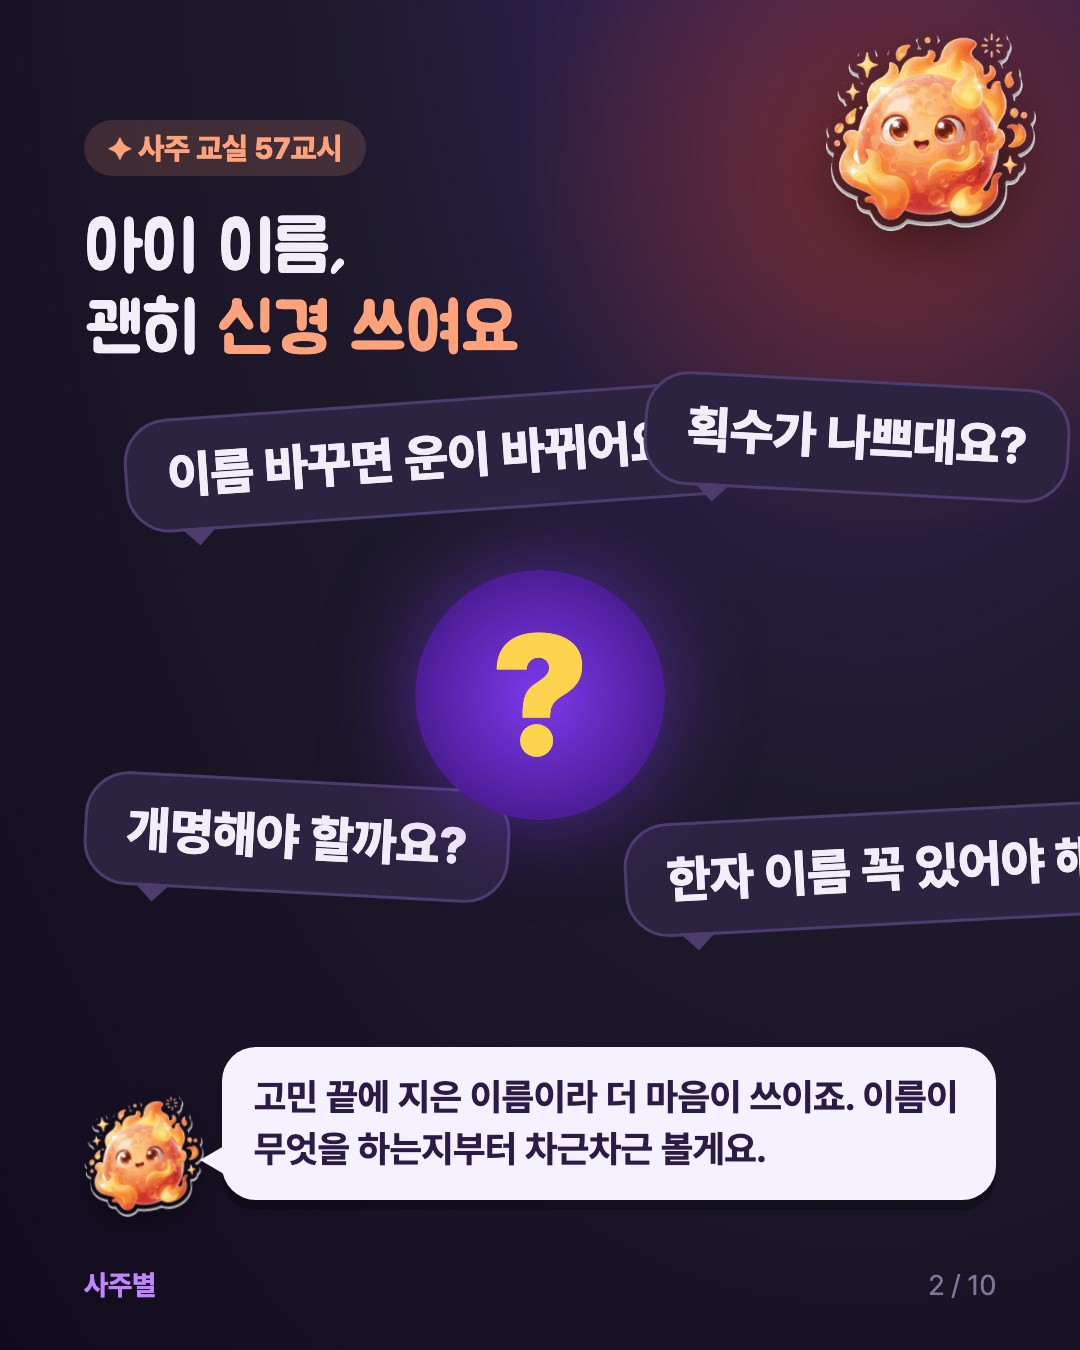 사주 교실 57교시
아이 이름,
괜히 신경 쓰여요
이름 바꾸면 운이 바뀌어
획수가 나쁘대요?
?
개명해야 할까요?
한자 이름 꼭 있어야
고민 끝에 지은 이름이라 더 마음이 쓰이죠. 이름이
무엇을 하는지부터 차근차근 볼게요.
사주별
2 / 10